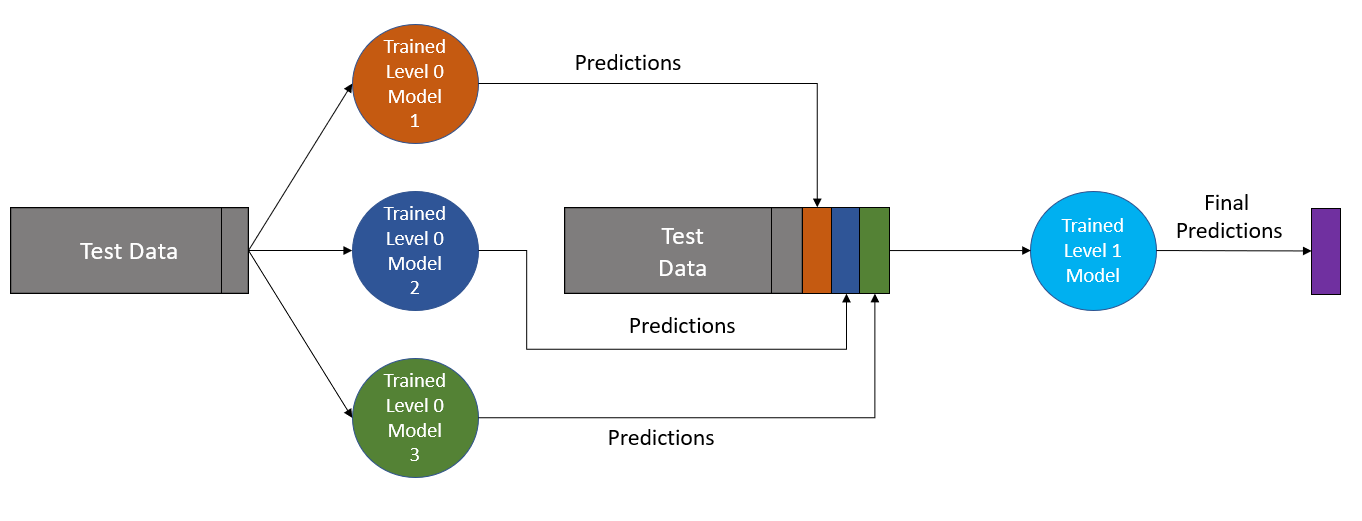 Test Data
Trained
Level 0
Model
1
Predictions
Trained
Level 0
Model
2
Predictions
Trained
Level 0
Model
3
Predictions
Test
Data
Trained
Level 1
Model
Final
Predictions